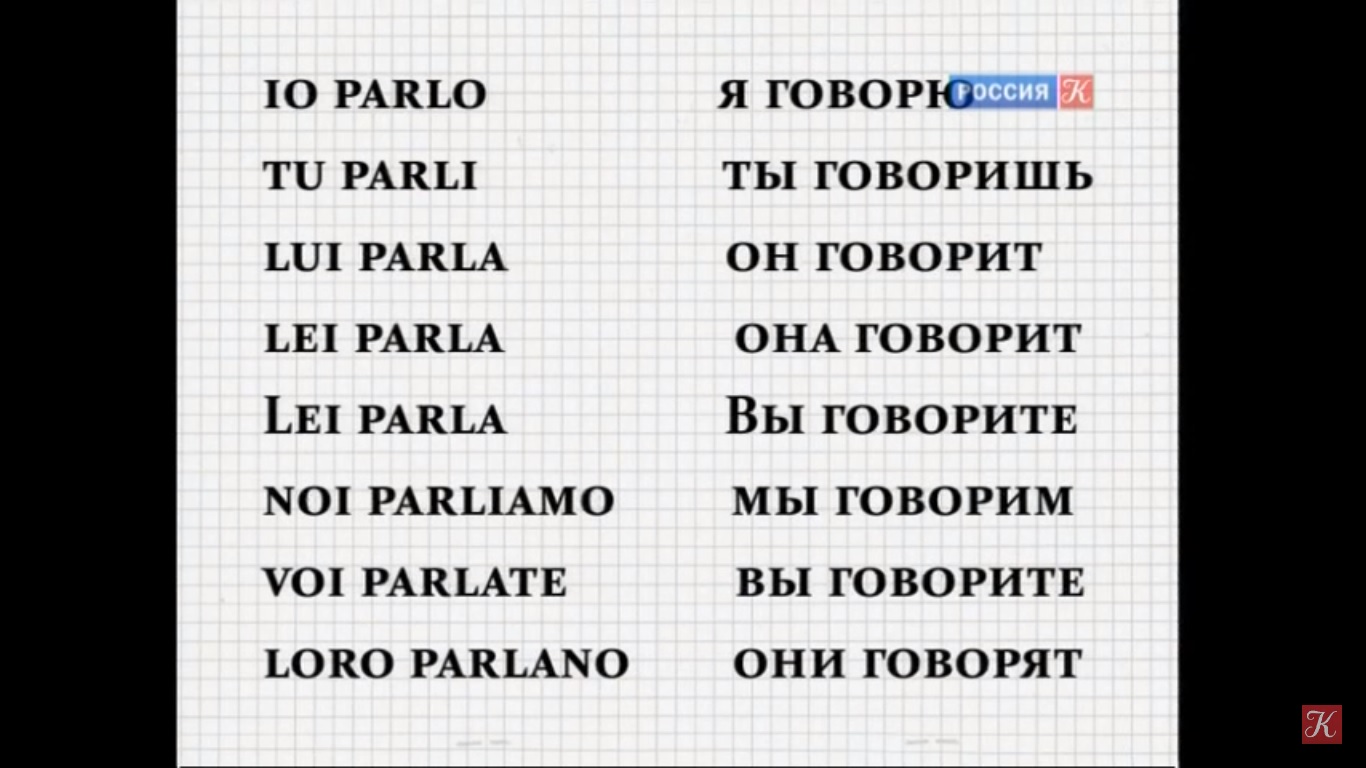 IO PARLO Я ГОВОРЮ РОССИЯ К
TU PARLI ТЫ ГОВОРИШЬ
LUI PARLA ОН ГОВОРИТ
LEI PARLA ОНА ГОВОРИТ
LEI PARLA ВЫ ГОВОРИТЕ
NOI PARLIAMO МЫ ГОВОРИМ
VOI PARLATE ВЫ ГОВОРИТЕ
LORO PARLANO ОНИ ГОВОРЯТ
К